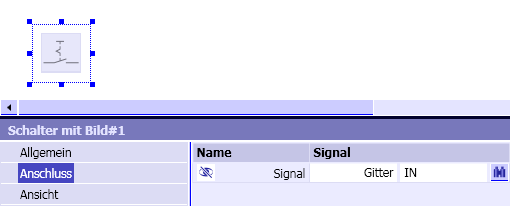 Schalter mit Bild#1
Allgemein
Name Signal
Anschluss
Signal Gitter IN
Ansicht